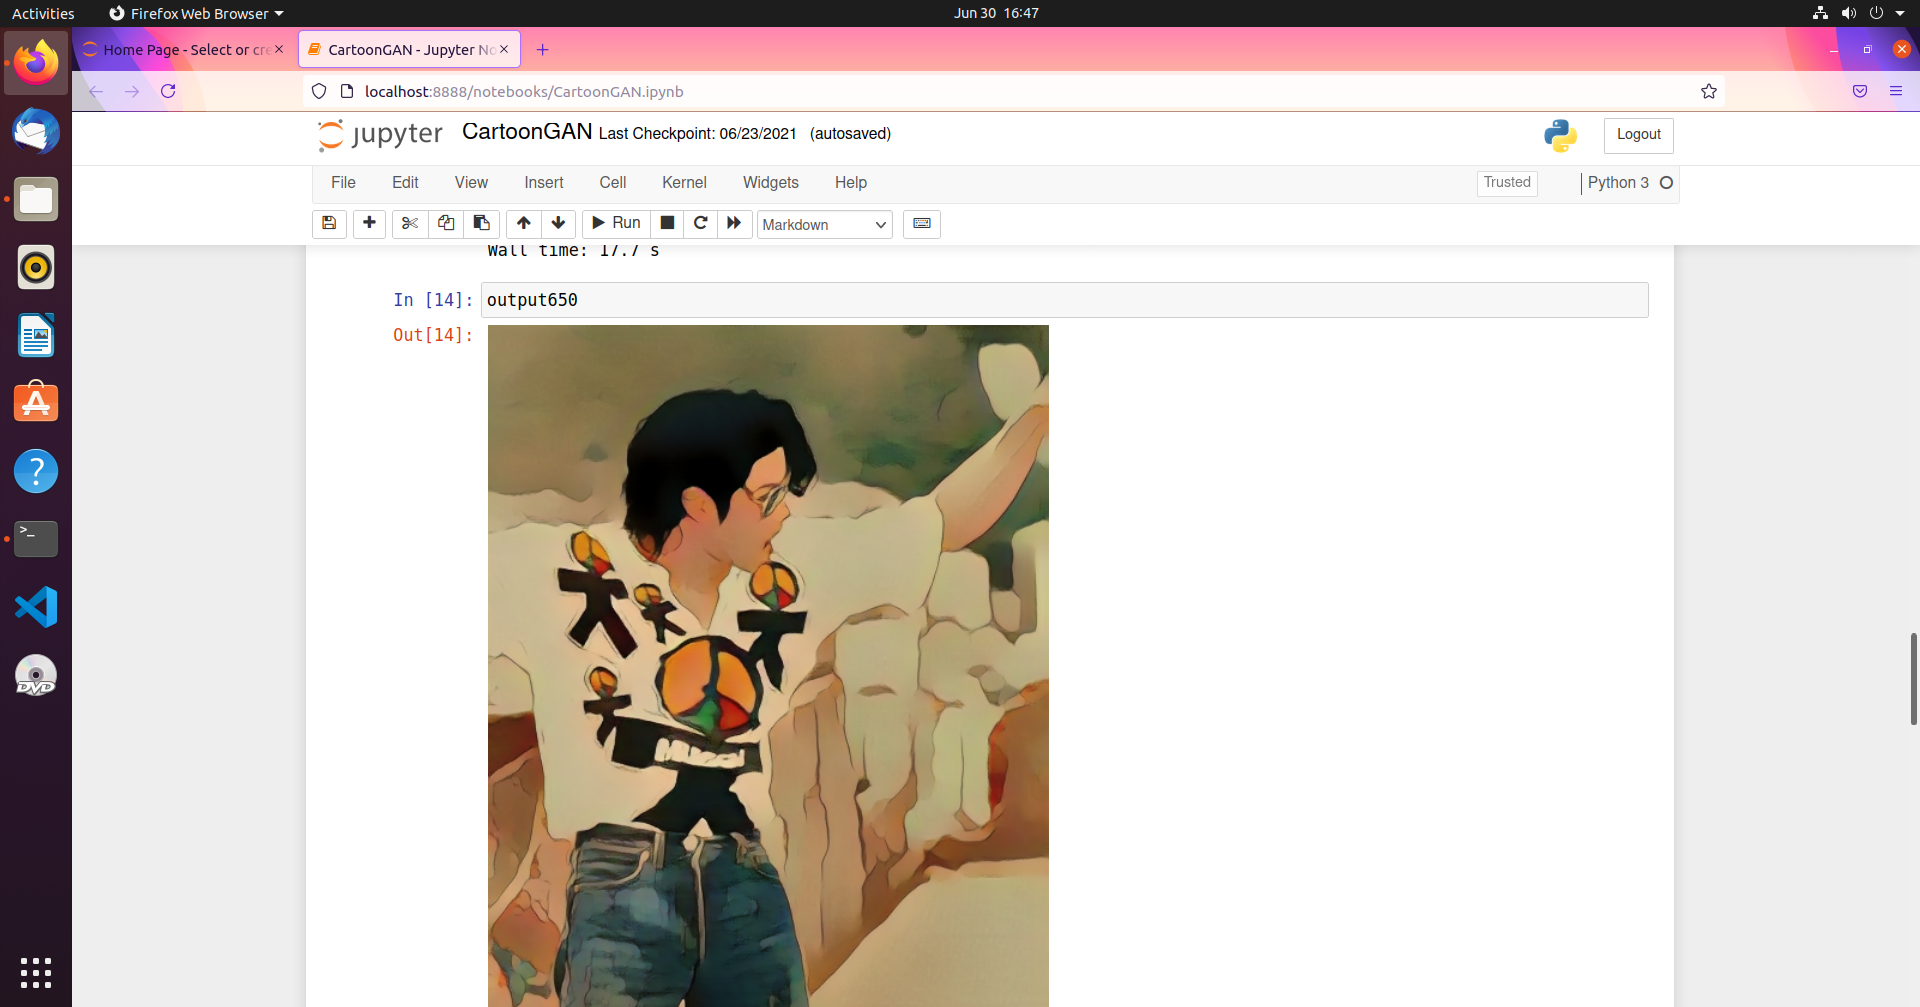 Activities
Firefox Web Browser
Jun 30 16:47
Home Page - Select or cre
CartoonGAN - Jupyter No
localhost:8888/notebooks/CartoonGAN.ipynb
jupyter
CartoonGAN Last Checkpoint: 06/23/2021 (autosaved)
Logout
File Edit View Insert Cell Kernel Widgets Help
Trusted
Python 3
Run
Markdown
Wall time: 17.7 s
In [14]:
output650
Out[14]:
>_
DVD